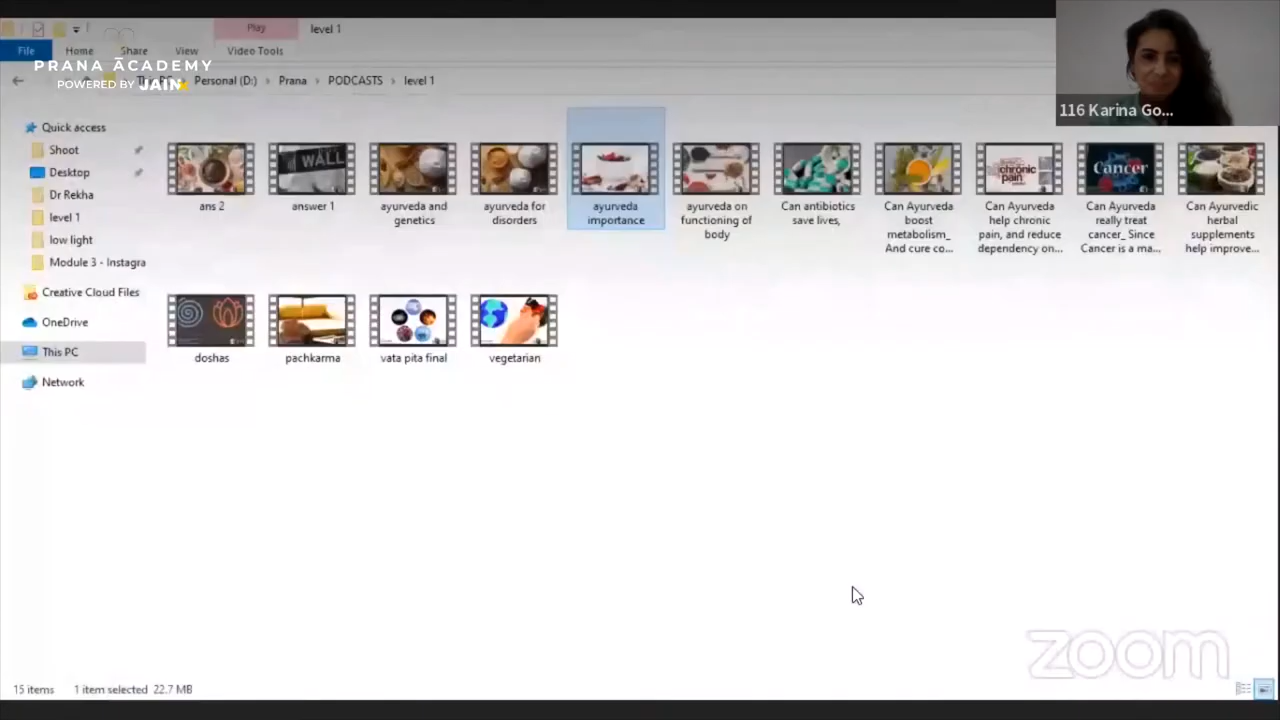 Play
level 1
File
Home
Share
View
Video Tools
PRANA ĀCADEMY
POWERED BY JAINx
This PC > Personal (D:) > Prana > PODCASTS > level 1
116 Karina Go...
Quick access
Shoot
Desktop
Dr Rekha
level 1
low light
Module 3 - Instagra
Creative Cloud Files
OneDrive
This PC
Network
WALL
chronic
pain
Cancer
ans 2
answer 1
ayurveda and
genetics
ayurveda for
disorders
ayurveda
importance
ayurveda on
functioning of
body
Can antibiotics
save lives,
Can Ayurveda
boost
metabolism_
And cure co...
Can Ayurveda
help chronic
pain, and reduce
dependency on...
Can Ayurveda
really treat
cancer_ Since
Cancer is a ma...
Can Ayurvedic
herbal
supplements
help improve...
doshas
pachkarma
vata pita final
vegetarian
zoom
15 items
1 item selected 22.7 MB